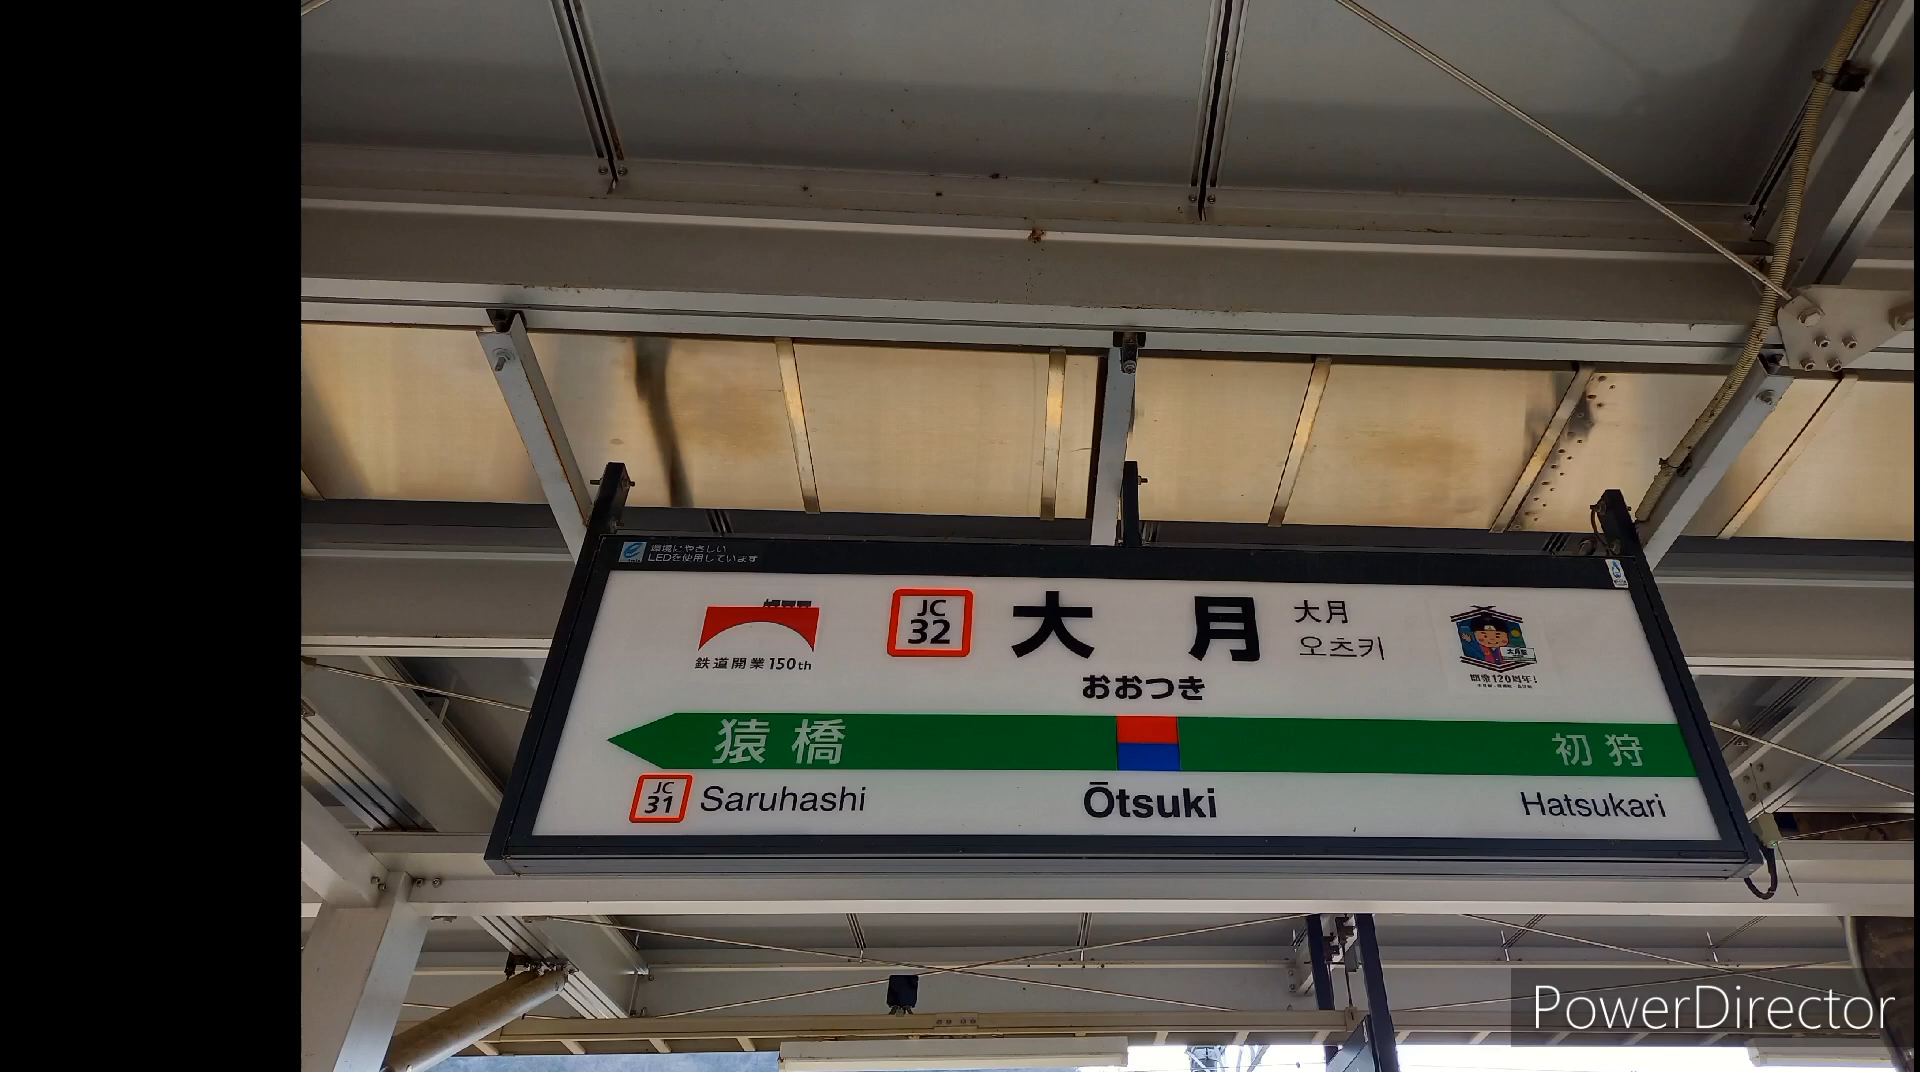 環境にやさしい
LEDを使用しています
鉄道開業150th
JC
32
大月
大月
오츠키
おおつき
大月駅
開業120周年!
猿橋
初狩
JC
31
Saruhashi
Ōtsuki
Hatsukari
PowerDirector